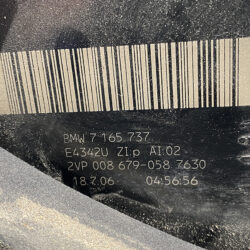 BMW 7 165 737
E4342U ZI.p AI.02
2VP 008 679-058 7630
18.7.06 04:56:56